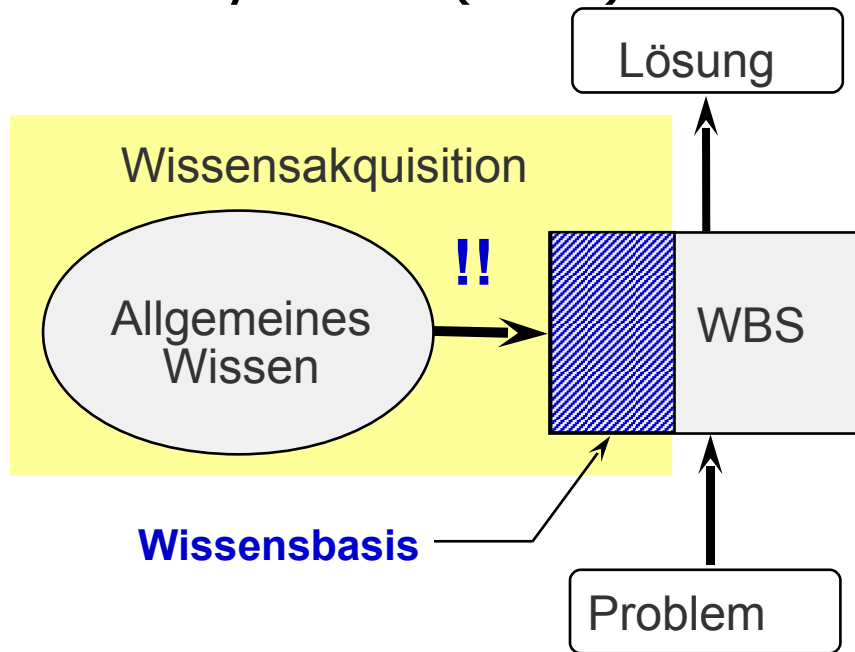 Lösung
Wissensakquisition
!!
Allgemeines
Wissen
WBS
Wissensbasis
Problem